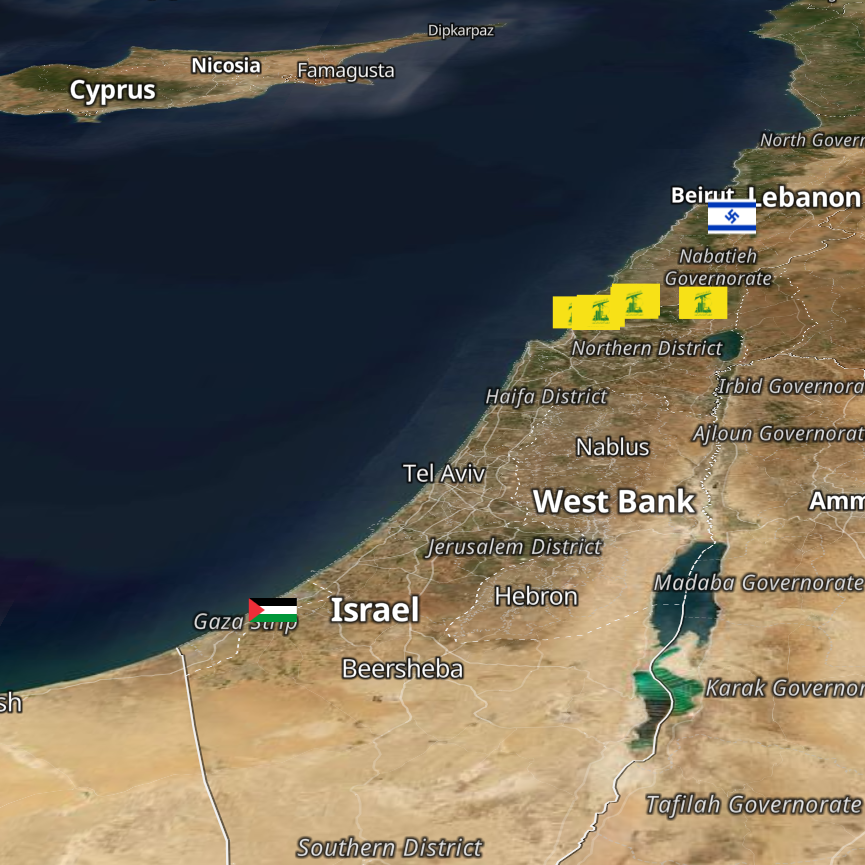 Dipkarpaz
Nicosia
Famagusta
Cyprus
North Govern
Beirut
Lebanon
Nabatieh
Governorate
Northern District
Irbid Governora
Haifa District
Ajloun Governorat
Nablus
Tel Aviv
West Bank
Amm
Jerusalem District
Madaba Governorate
Hebron
Israel
Gaza Strip
Beersheba
Karak Governor
sh
Tafilah Governorate
Southern District